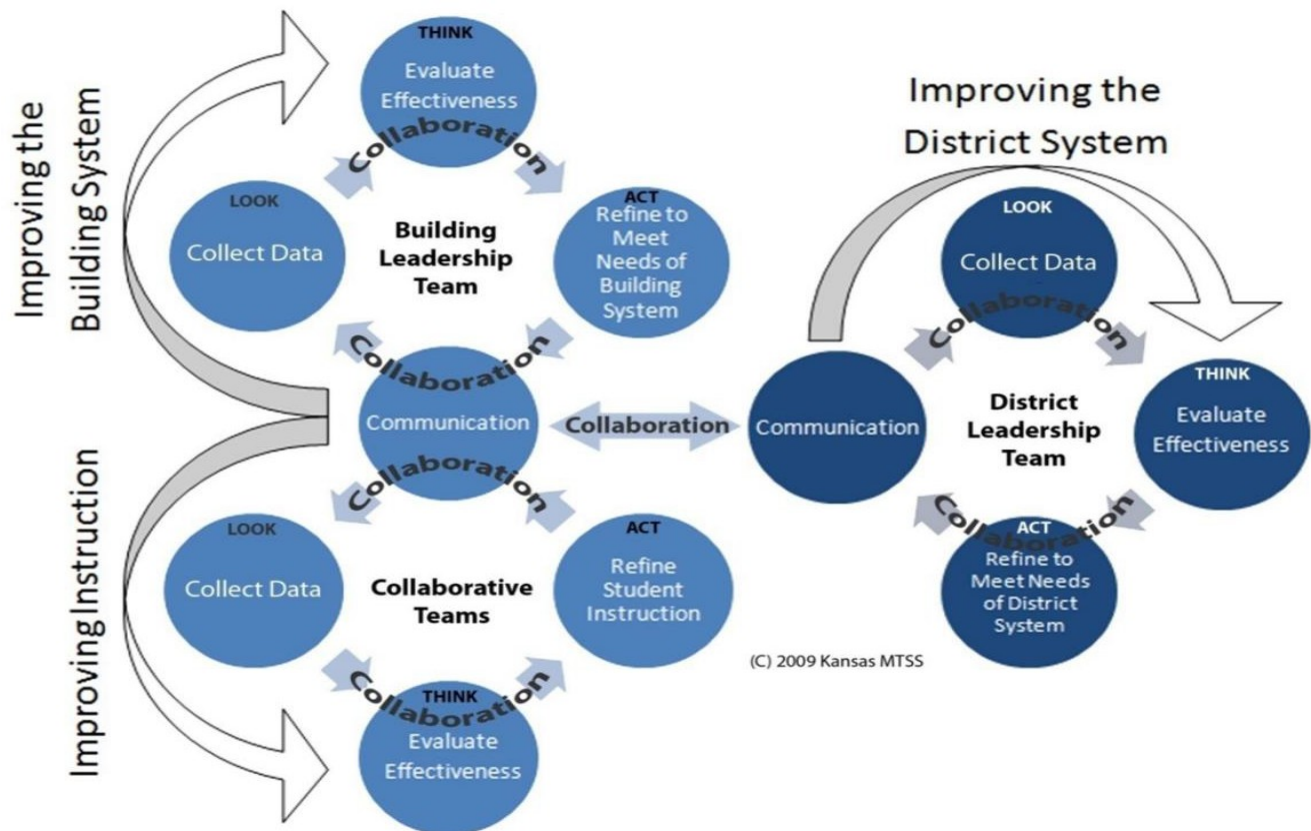 Improving the
Building System
THINK
Evaluate
Effectiveness
Collaboration
LOOK
Collect Data
Building
Leadership
Team
ACT
Refine to
Meet
Needs of
Building
System
Collaboration
Communication
Collaboration
Improving Instruction
LOOK
Collect Data
Collaborative
Teams
ACT
Refine
Student
Instruction
Collaboration
THINK
Evaluate
Effectiveness
Collaboration
Improving the
District System
LOOK
Collect Data
Collaboration
Communication
District
Leadership
Team
THINK
Evaluate
Effectiveness
Collaboration
ACT
Refine to
Meet Needs
of District
System
(C) 2009 Kansas MTSS